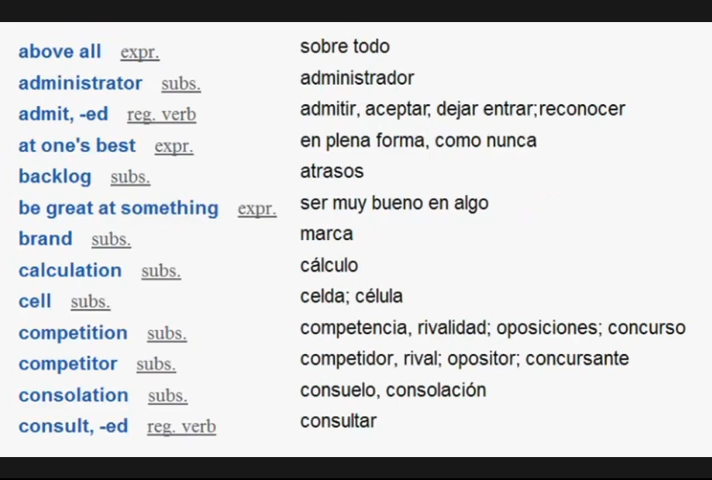 above all expr. sobre todo
administrator subs. administrador
admit, -ed reg. verb admitir, aceptar, dejar entrar;reconocer
at one's best expr. en plena forma, como nunca
backlog subs. atrasos
be great at something expr. ser muy bueno en algo
brand subs. marca
calculation subs. cálculo
cell subs. celda; célula
competition subs. competencia, rivalidad; oposiciones; concurso
competitor subs. competidor, rival; opositor; concursante
consolation subs. consuelo, consolación
consult, -ed reg. verb consultar